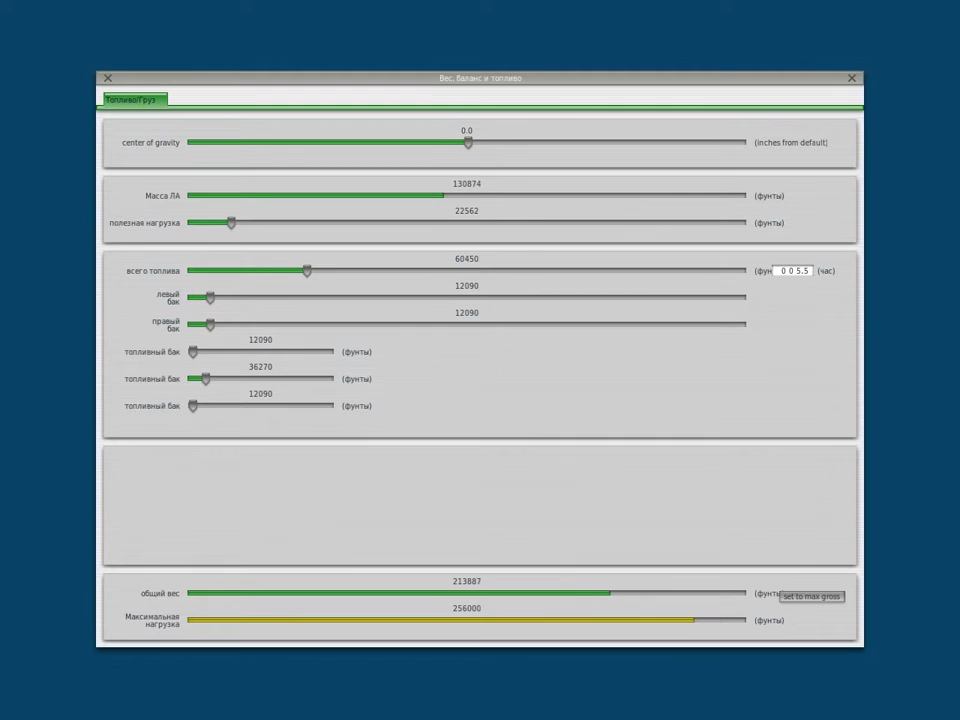 Вес, баланс и топливо
Топливо/Груз
0.0
center of gravity (inches from default)
130874
Масса ЛА (фунты)
22562
полезная нагрузка (фунты)
60450
всего топлива (фун 0 0 5.5 (час)
12090
левый
бак
12090
правый
бак
12090
топливный бак (фунты)
36270
топливный бак (фунты)
12090
топливный бак (фунты)
213887
общий вес (фунты set to max gross
256000
Максимальная
нагрузка (фунты)